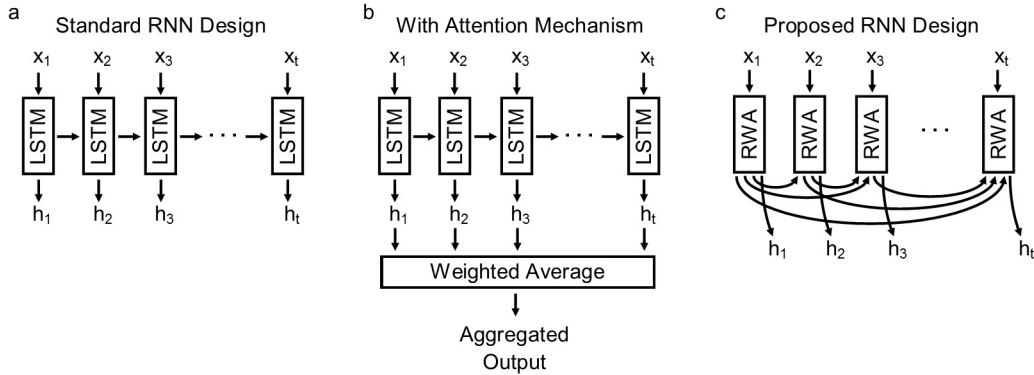 a
Standard RNN Design
x1 x2 x3 xt
LSTM LSTM LSTM ... LSTM
h1 h2 h3 ht
b
With Attention Mechanism
x1 x2 x3 xt
LSTM LSTM LSTM ... LSTM
h1 h2 h3 ht
Weighted Average
Aggregated
Output
c
Proposed RNN Design
x1 x2 x3 xt
RWA RWA RWA ... RWA
h1 h2 h3 ht